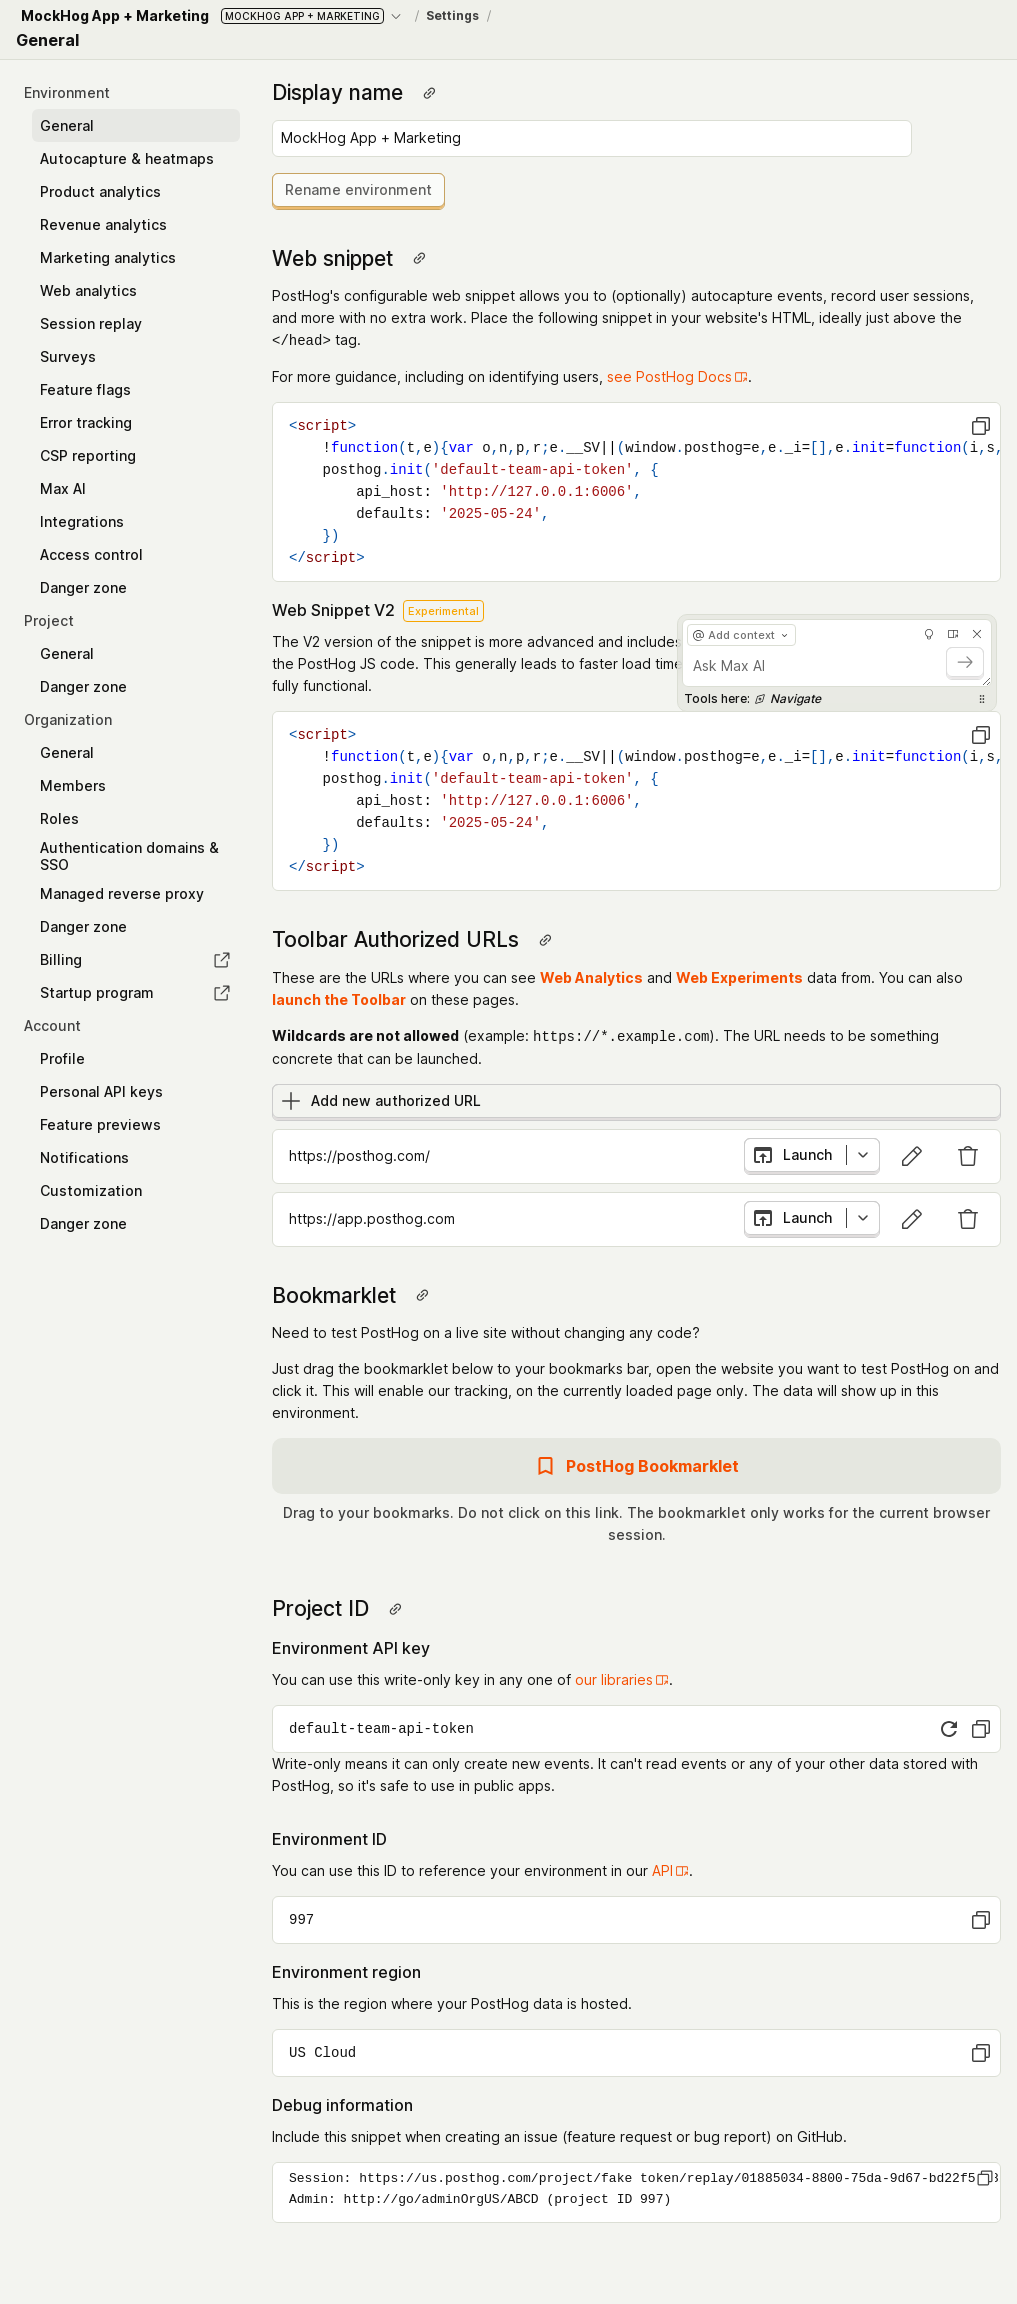 MockHog App + Marketing MOCKHOG APP + MARKETING / Settings /
General
Environment
General
Autocapture & heatmaps
Product analytics
Revenue analytics
Marketing analytics
Web analytics
Session replay
Surveys
Feature flags
Error tracking
CSP reporting
Max AI
Integrations
Access control
Danger zone
Project
General
Danger zone
Organization
General
Members
Roles
Authentication domains &
SSO
Managed reverse proxy
Danger zone
Billing
Startup program
Account
Profile
Personal API keys
Feature previews
Notifications
Customization
Danger zone
Display name
MockHog App + Marketing
Rename environment
Web snippet
PostHog's configurable web snippet allows you to (optionally) autocapture events, record user sessions,
and more with no extra work. Place the following snippet in your website's HTML, ideally just above the
</head> tag.
For more guidance, including on identifying users, see PostHog Docs.
<script>
!function(t,e){var o,n,p,r;e.__SV||(window.posthog=e,e._i=[],e.init=function(i,s,
posthog.init('default-team-api-token', {
api_host: 'http://127.0.0.1:6006',
defaults: '2025-05-24',
})
</script>
Web Snippet V2 Experimental
The V2 version of the snippet is more advanced and includes
the PostHog JS code. This generally leads to faster load time
fully functional.
@ Add context
Ask Max AI
Tools here: Navigate
<script>
!function(t,e){var o,n,p,r;e.__SV||(window.posthog=e,e._i=[],e.init=function(i,s,
posthog.init('default-team-api-token', {
api_host: 'http://127.0.0.1:6006',
defaults: '2025-05-24',
})
</script>
Toolbar Authorized URLs
These are the URLs where you can see Web Analytics and Web Experiments data from. You can also
launch the Toolbar on these pages.
Wildcards are not allowed (example: https://*.example.com). The URL needs to be something
concrete that can be launched.
Add new authorized URL
https://posthog.com/ Launch
https://app.posthog.com Launch
Bookmarklet
Need to test PostHog on a live site without changing any code?
Just drag the bookmarklet below to your bookmarks bar, open the website you want to test PostHog on and
click it. This will enable our tracking, on the currently loaded page only. The data will show up in this
environment.
PostHog Bookmarklet
Drag to your bookmarks. Do not click on this link. The bookmarklet only works for the current browser
session.
Project ID
Environment API key
You can use this write-only key in any one of our libraries.
default-team-api-token
Write-only means it can only create new events. It can't read events or any of your other data stored with
PostHog, so it's safe to use in public apps.
Environment ID
You can use this ID to reference your environment in our API.
997
Environment region
This is the region where your PostHog data is hosted.
US Cloud
Debug information
Include this snippet when creating an issue (feature request or bug report) on GitHub.
Session: https://us.posthog.com/project/fake token/replay/01885034-8800-75da-9d67-bd22f5
Admin: http://go/adminOrgUS/ABCD (project ID 997)